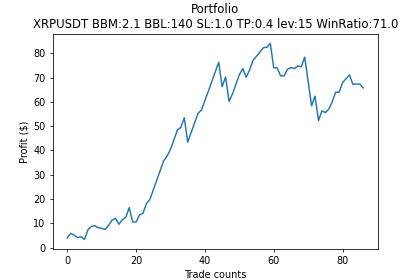 Portfolio
XRPUSDT BBM:2.1 BBL:140 SL:1.0 TP:0.4 lev:15 WinRatio:71.0
80
70
60
50
40
30
20
10
0
Profit ($)
0 20 40 60 80
Trade counts